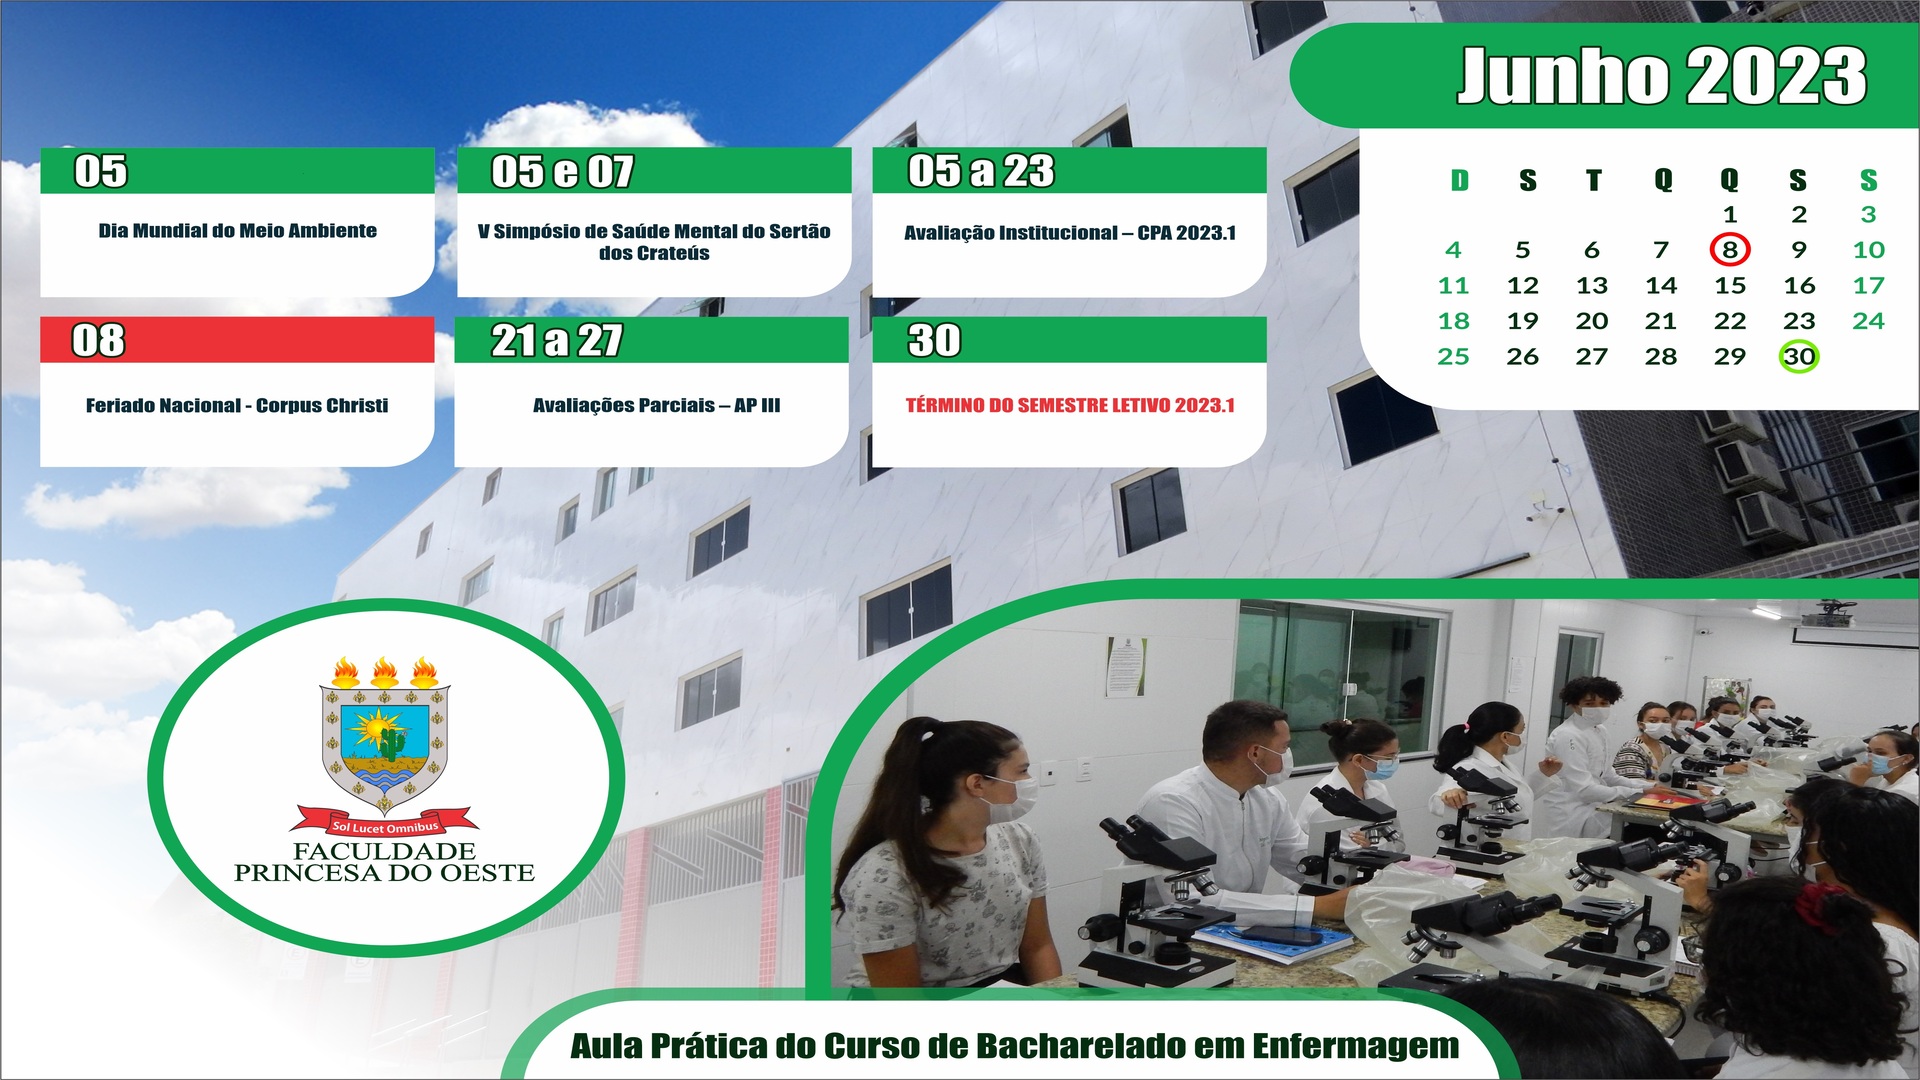 Junho 2023
D S T Q Q S S
1 2 3
4 5 6 7 8 9 10
11 12 13 14 15 16 17
18 19 20 21 22 23 24
25 26 27 28 29 30
05
Dia Mundial do Meio Ambiente
05 e 07
V Simpósio de Saúde Mental do Sertão
dos Crateús
05 a 23
Avaliação Institucional – CPA 2023.1
08
Feriado Nacional - Corpus Christi
21 a 27
Avaliações Parciais – AP III
30
TÉRMINO DO SEMESTRE LETIVO 2023.1
Sol Lucet Omnibus
FACULDADE
PRINCESA DO OESTE
Aula Prática do Curso de Bacharelado em Enfermagem